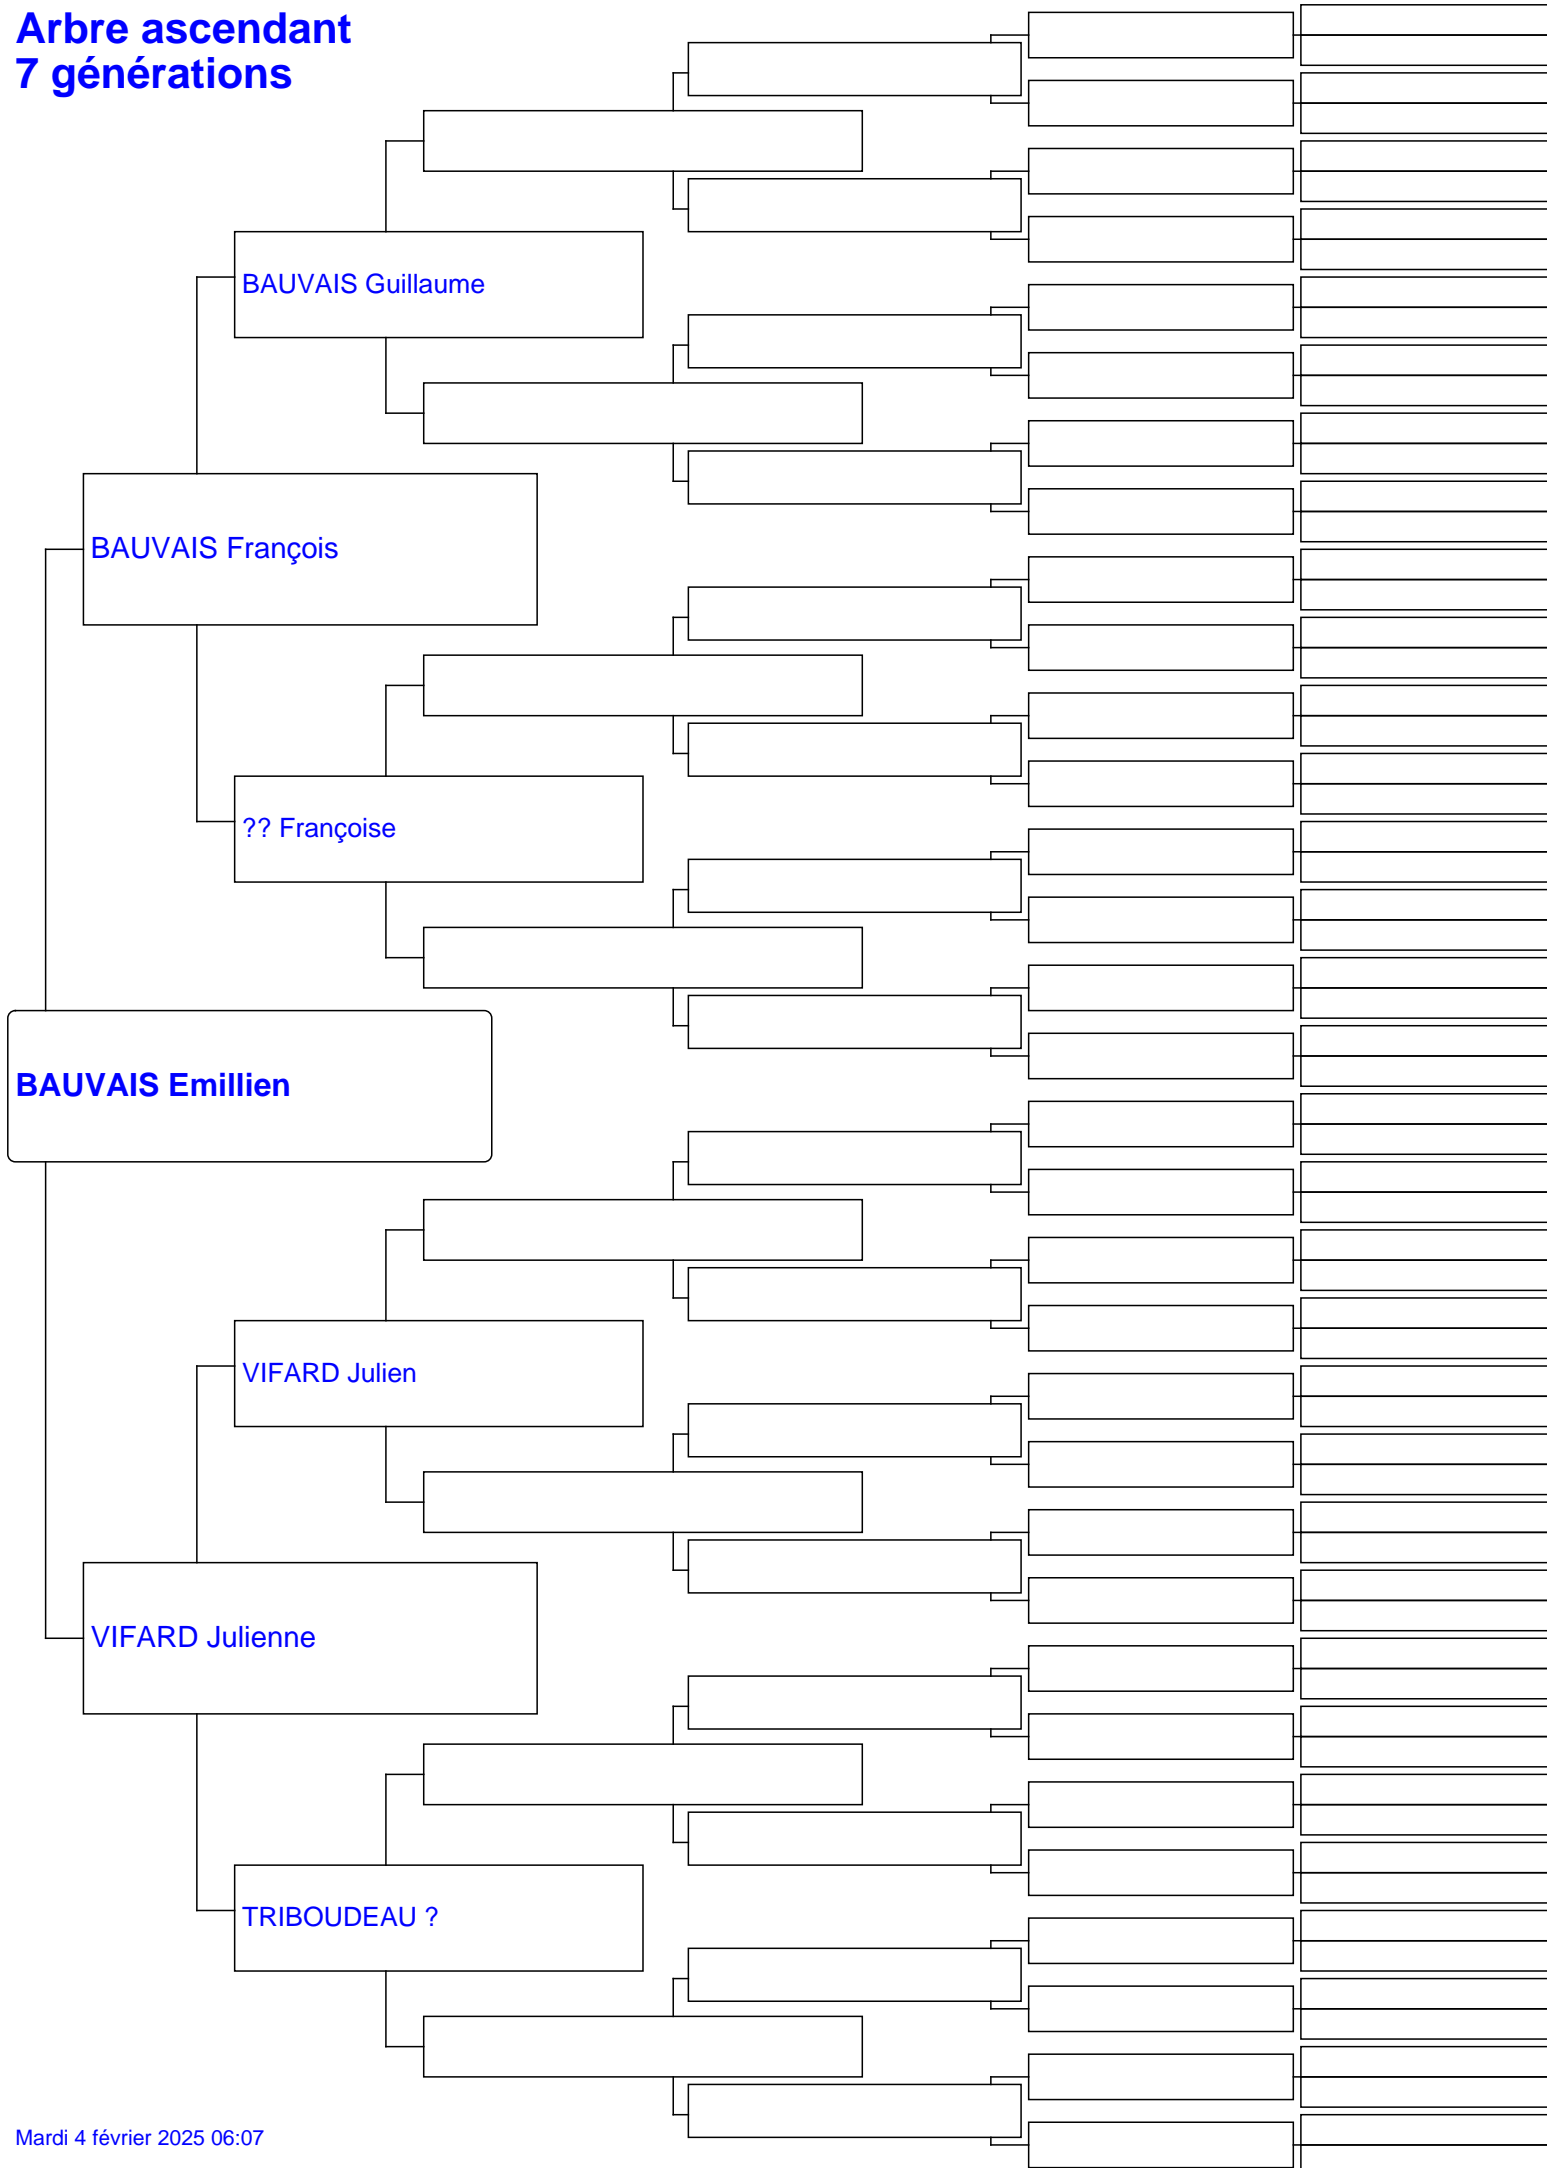 Arbre ascendant
7 générations
BAUVAIS Guillaume
BAUVAIS François
?? Françoise
BAUVAIS Emillien
VIFARD Julien
VIFARD Julienne
TRIBOUDEAU ?
Mardi 4 février 2025 06:07